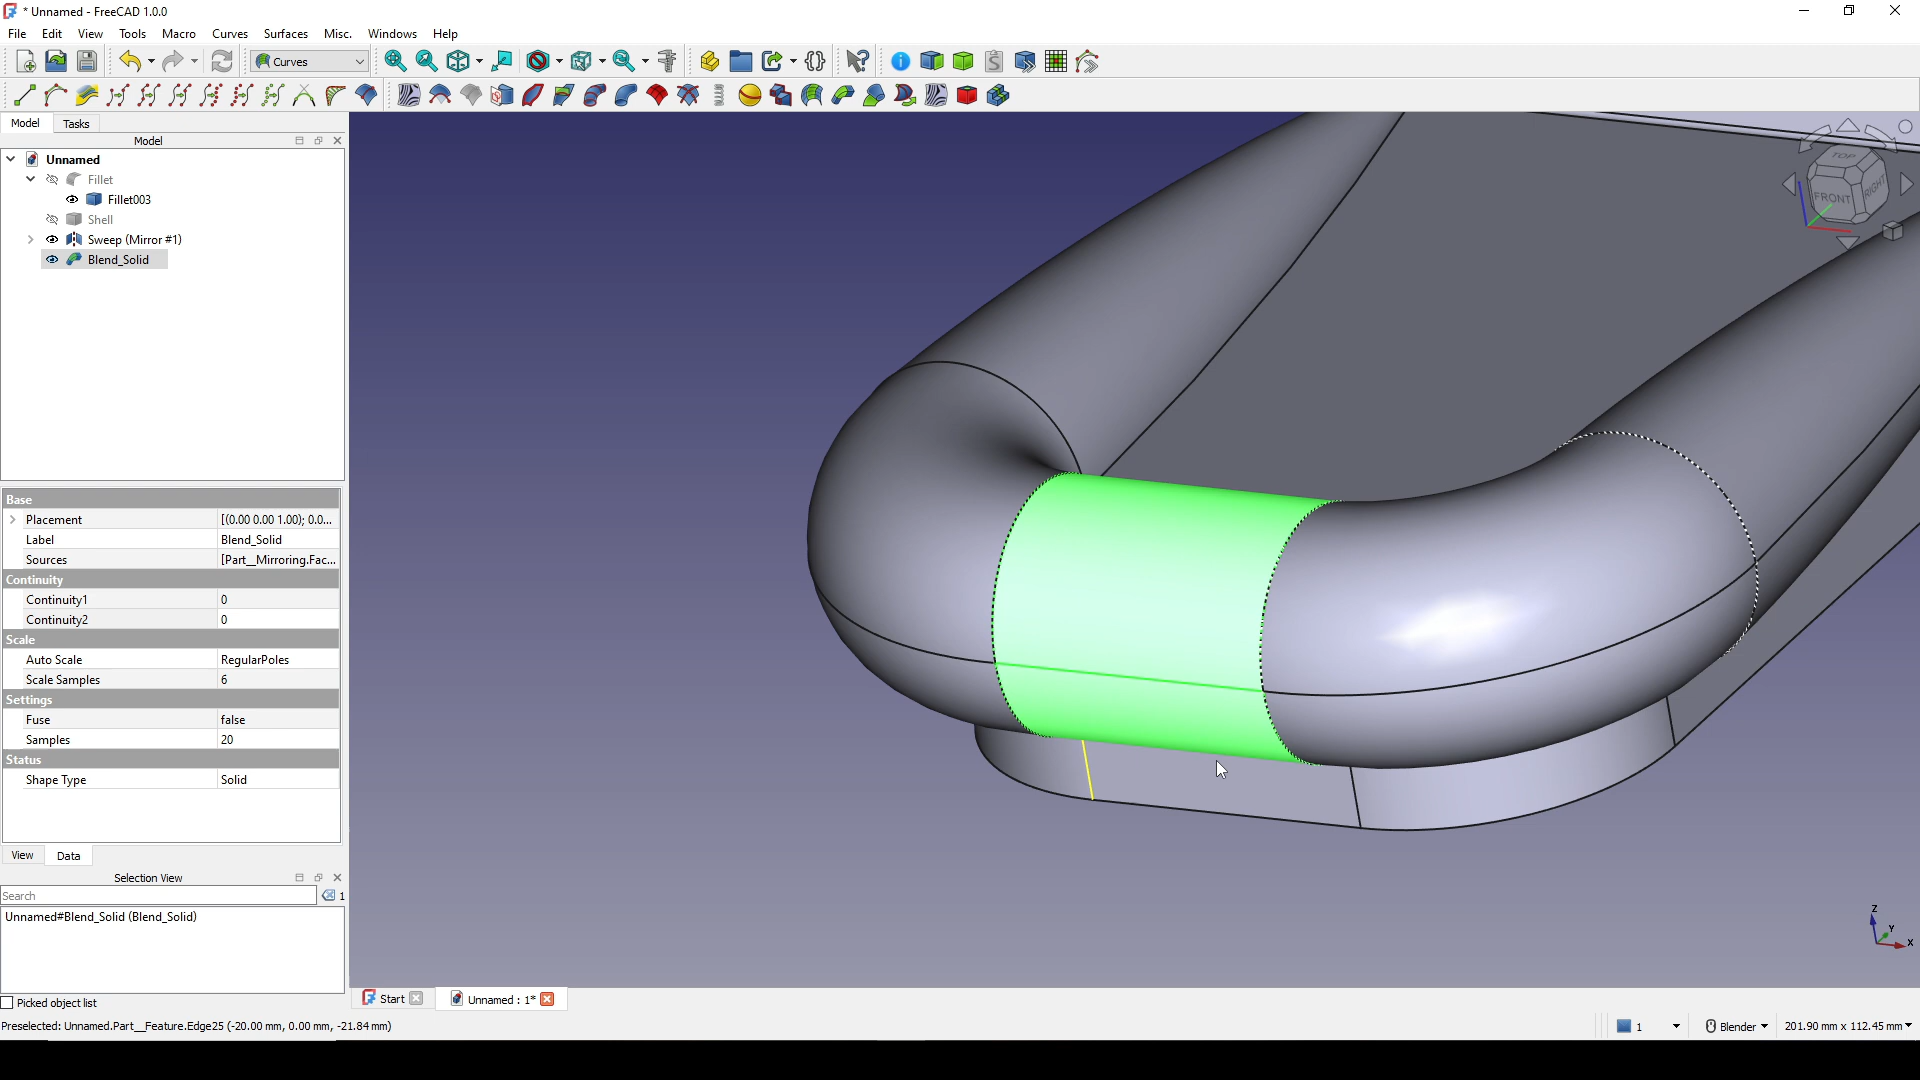 * Unnamed - FreeCAD 1.0.0
File Edit View Tools Macro Curves Surfaces Misc. Windows Help
Curves
Model Tasks
Model
Unnamed
Fillet
Fillet003
Shell
Sweep (Mirror #1)
Blend_Solid
Base
Placement [(0.00 0.00 1.00); 0.0...
Label Blend_Solid
Sources [Part__Mirroring.Fac...
Continuity
Continuity1 0
Continuity2 0
Scale
Auto Scale RegularPoles
Scale Samples 6
Settings
Fuse false
Samples 20
Status
Shape Type Solid
View Data
Selection View
Search 1
Unnamed#Blend_Solid (Blend_Solid)
Picked object list
TOP
FRONT RIGHT
Z
Y
X
Start Unnamed : 1*
Preselected: Unnamed.Part__Feature.Edge25 (-20.00 mm, 0.00 mm, -21.84 mm)
1 Blender 201.90 mm x 112.45 mm